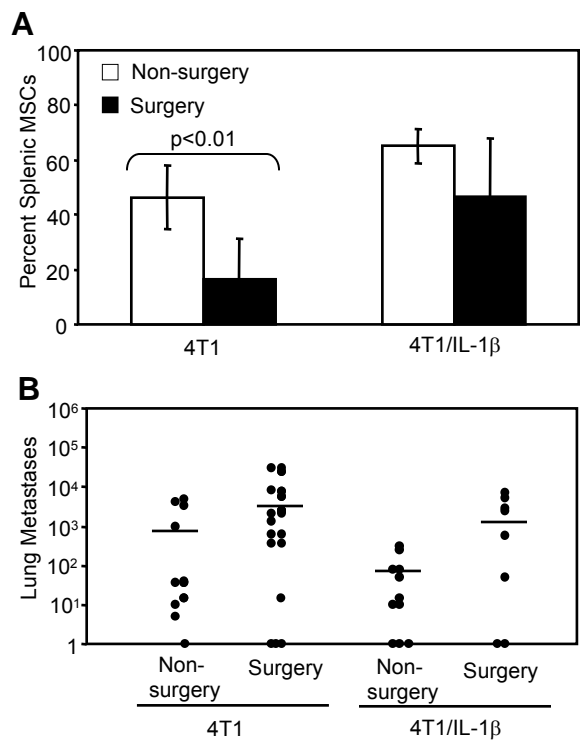 A
Percent Splenic MSCs
100
80
60
40
20
0
Non-surgery
Surgery
p<0.01
4T1
4T1/IL-1β
B
Lung Metastases
10⁶
10⁵
10⁴
10³
10²
10¹
1
Non-
surgery
Surgery
Non-
surgery
Surgery
4T1
4T1/IL-1β